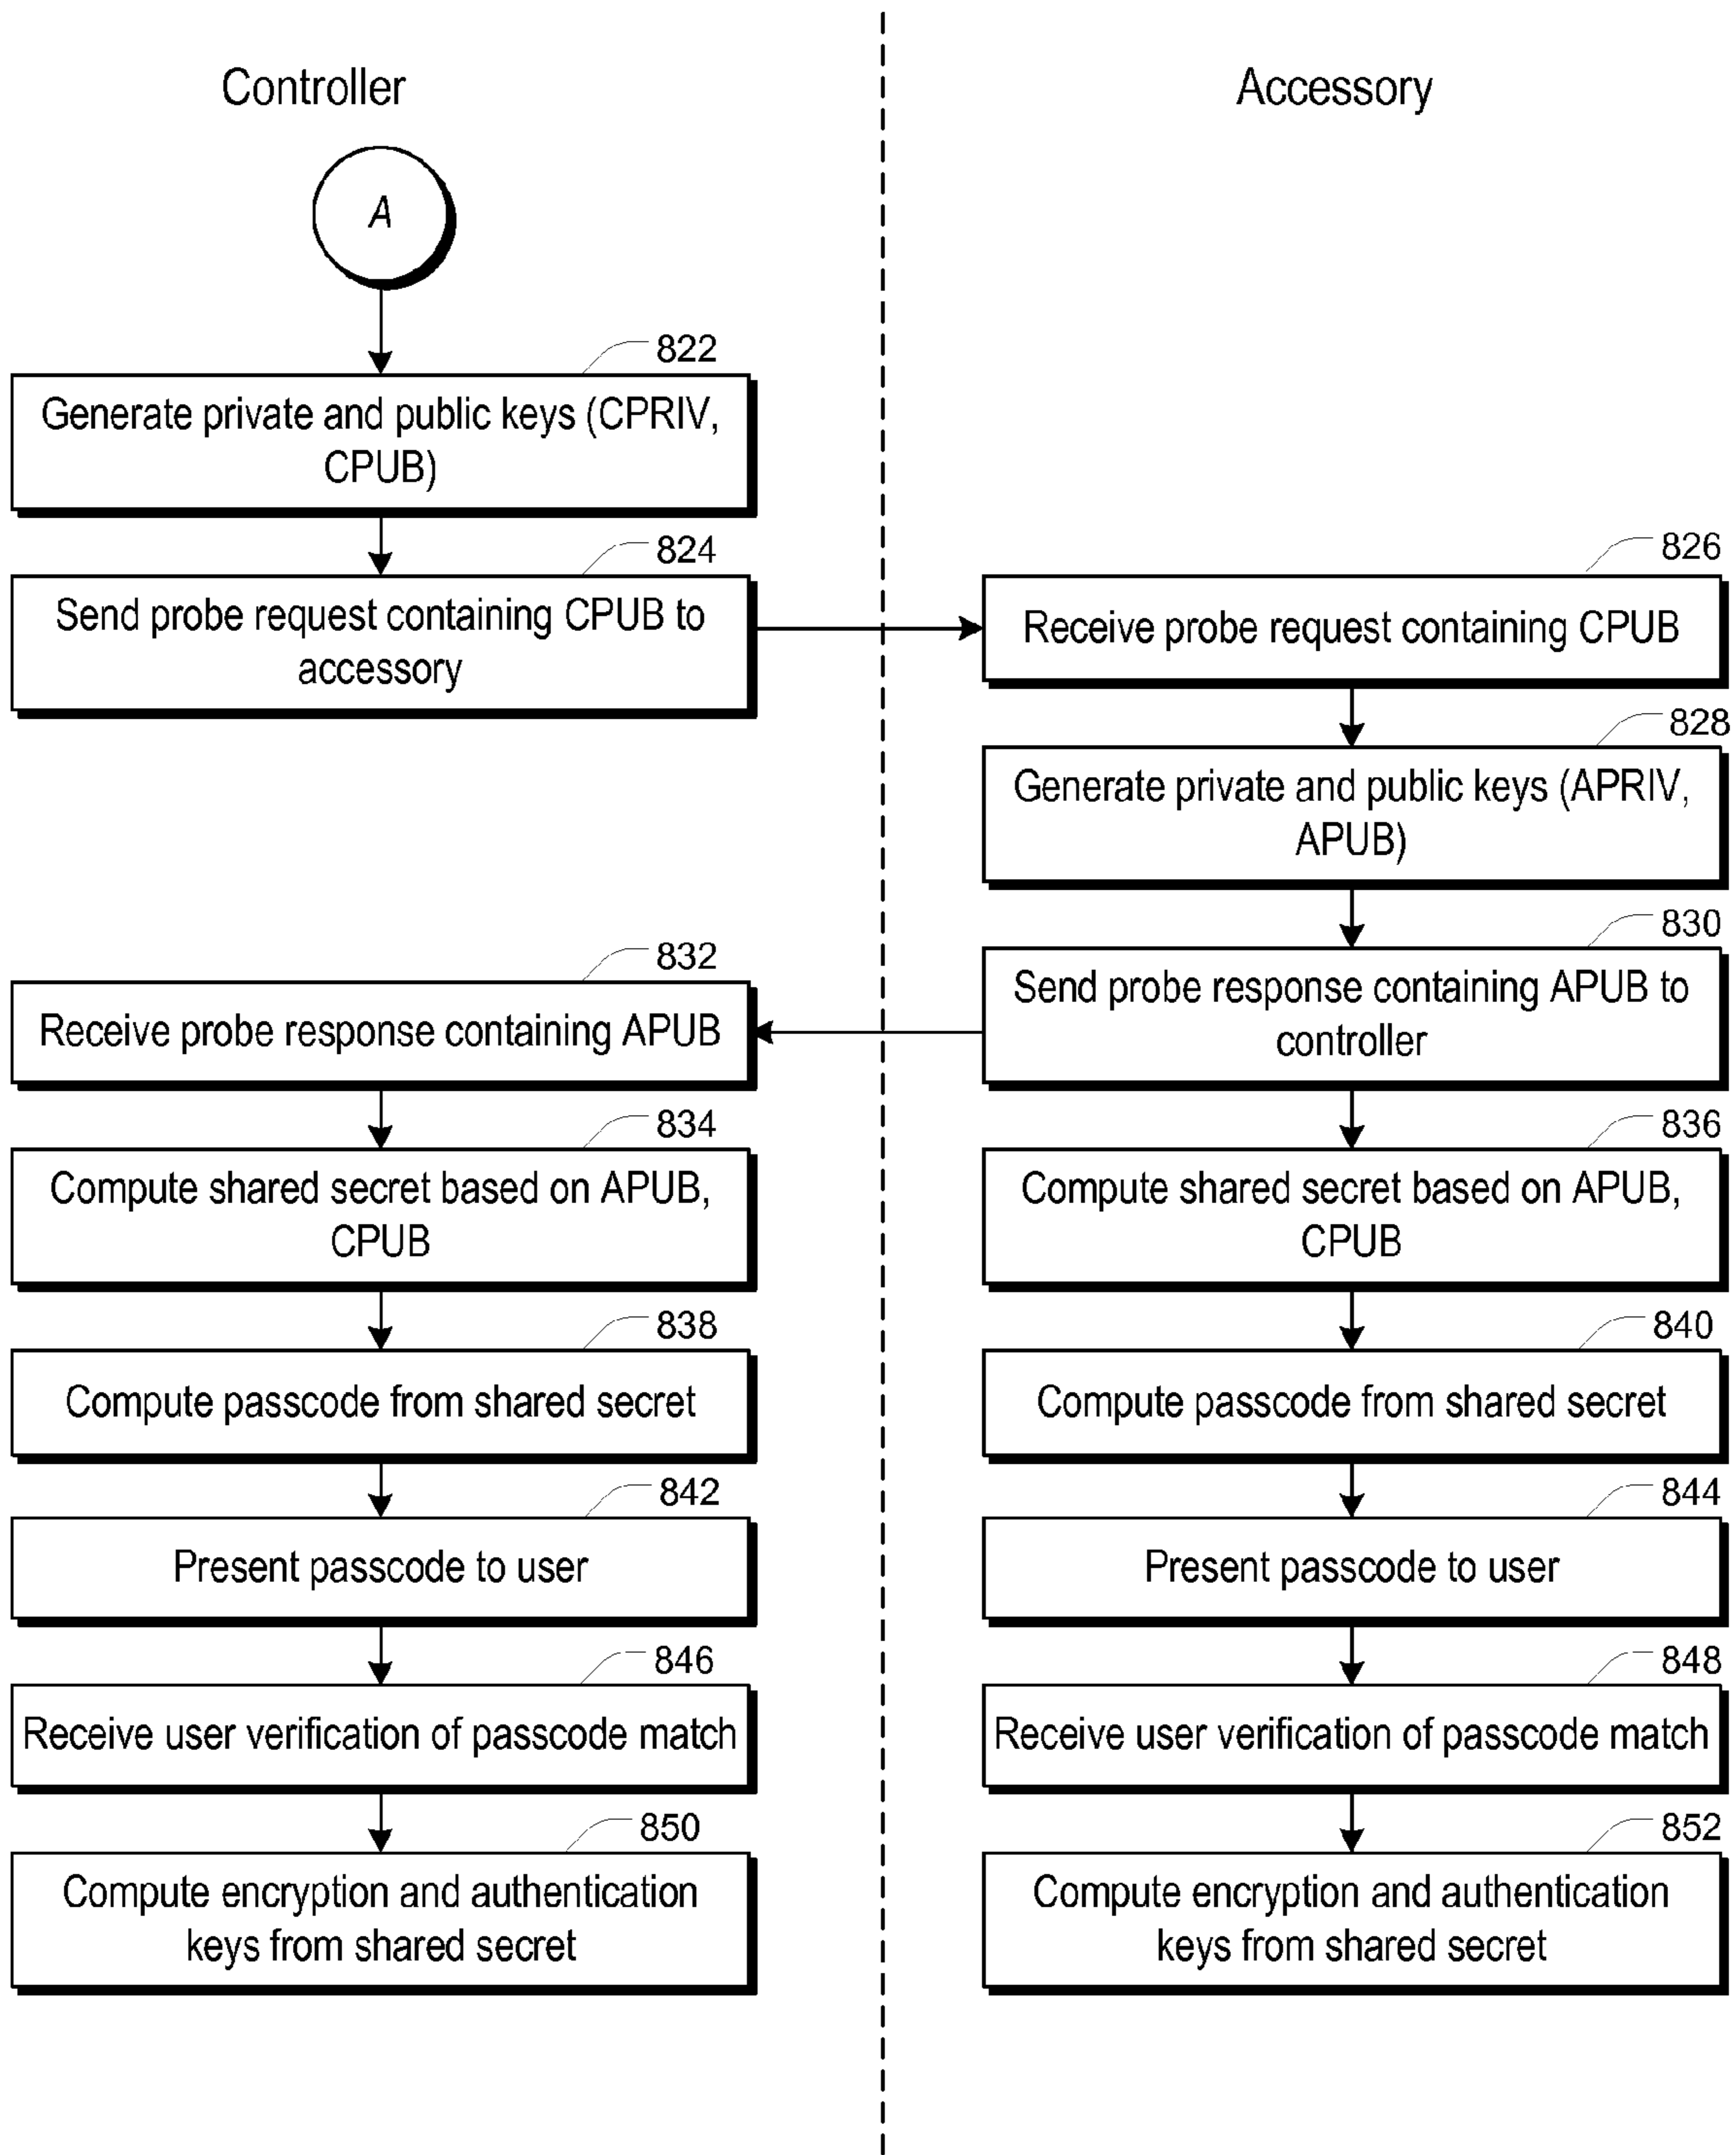 Controller
Accessory
A
822
Generate private and public keys (CPRIV,
CPUB)
824
Send probe request containing CPUB to
accessory
826
Receive probe request containing CPUB
828
Generate private and public keys (APRIV,
APUB)
830
Send probe response containing APUB to
controller
832
Receive probe response containing APUB
834
Compute shared secret based on APUB,
CPUB
836
Compute shared secret based on APUB,
CPUB
838
Compute passcode from shared secret
840
Compute passcode from shared secret
842
Present passcode to user
844
Present passcode to user
846
Receive user verification of passcode match
848
Receive user verification of passcode match
850
Compute encryption and authentication
keys from shared secret
852
Compute encryption and authentication
keys from shared secret